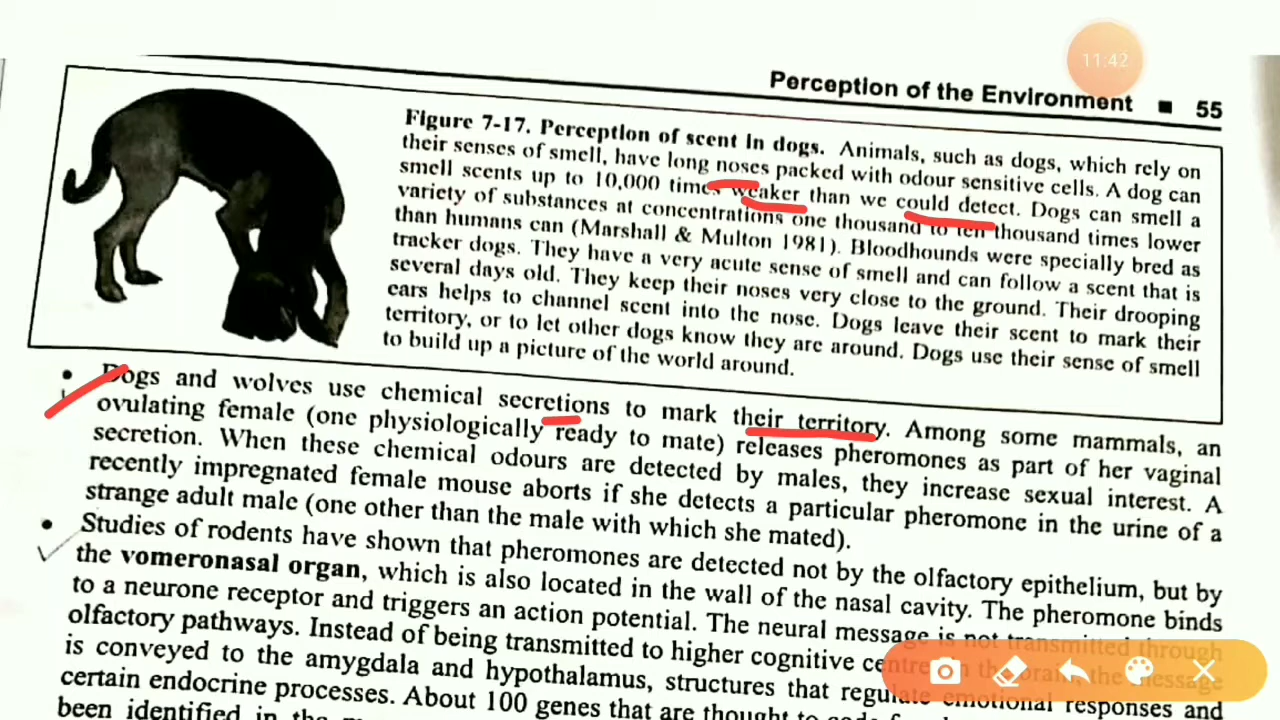 11:42
Perception of the Environment ■ 55
Figure 7-17. Perception of scent in dogs. Animals, such as dogs, which rely on
their senses of smell, have long noses packed with odour sensitive cells. A dog can
smell scents up to 10,000 times weaker than we could detect. Dogs can smell a
variety of substances at concentrations one thousand to ten thousand times lower
than humans can (Marshall & Multon 1981). Bloodhounds were specially bred as
tracker dogs. They have a very acute sense of smell and can follow a scent that is
several days old. They keep their noses very close to the ground. Their drooping
ears helps to channel scent into the nose. Dogs leave their scent to mark their
territory, or to let other dogs know they are around. Dogs use their sense of smell
to build up a picture of the world around.
• Dogs and wolves use chemical secretions to mark their territory. Among some mammals, an
ovulating female (one physiologically ready to mate) releases pheromones as part of her vaginal
secretion. When these chemical odours are detected by males, they increase sexual interest. A
recently impregnated female mouse aborts if she detects a particular pheromone in the urine of a
strange adult male (one other than the male with which she mated).
• Studies of rodents have shown that pheromones are detected not by the olfactory epithelium, but by
the vomeronasal organ, which is also located in the wall of the nasal cavity. The pheromone binds
to a neurone receptor and triggers an action potential. The neural message is not transmitted through
olfactory pathways. Instead of being transmitted to higher cognitive centres in the brain, the message
is conveyed to the amygdala and hypothalamus, structures that regulate emotional responses and
certain endocrine processes. About 100 genes that are thought to code
been identified in the